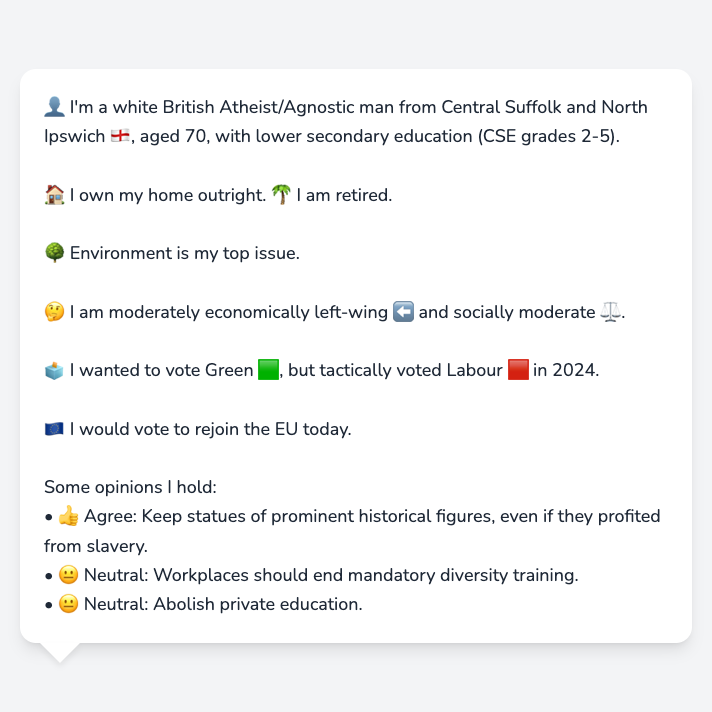 👤 I'm a white British Atheist/Agnostic man from Central Suffolk and North
Ipswich 🏴󠁧󠁢󠁥󠁮󠁧󠁿, aged 70, with lower secondary education (CSE grades 2-5).
🏠 I own my home outright. 🌴 I am retired.
🌳 Environment is my top issue.
🤔 I am moderately economically left-wing ⬅️ and socially moderate ⚖️.
🗳️ I wanted to vote Green 🟩, but tactically voted Labour 🟥 in 2024.
🇪🇺 I would vote to rejoin the EU today.
Some opinions I hold:
• 👍 Agree: Keep statues of prominent historical figures, even if they profited
from slavery.
• 😐 Neutral: Workplaces should end mandatory diversity training.
• 😐 Neutral: Abolish private education.